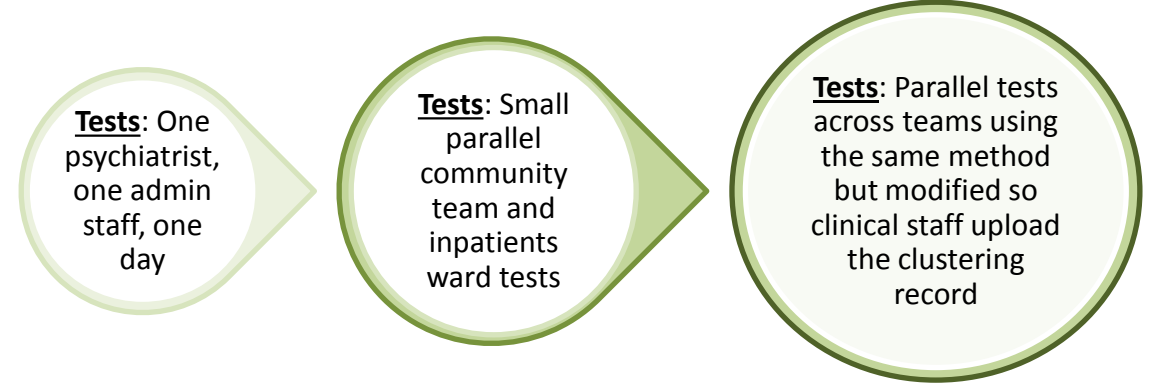 Tests: One
psychiatrist,
one admin
staff, one
day
Tests: Small
parallel
community
team and
inpatients
ward tests
Tests: Parallel tests
across teams using
the same method
but modified so
clinical staff upload
the clustering
record